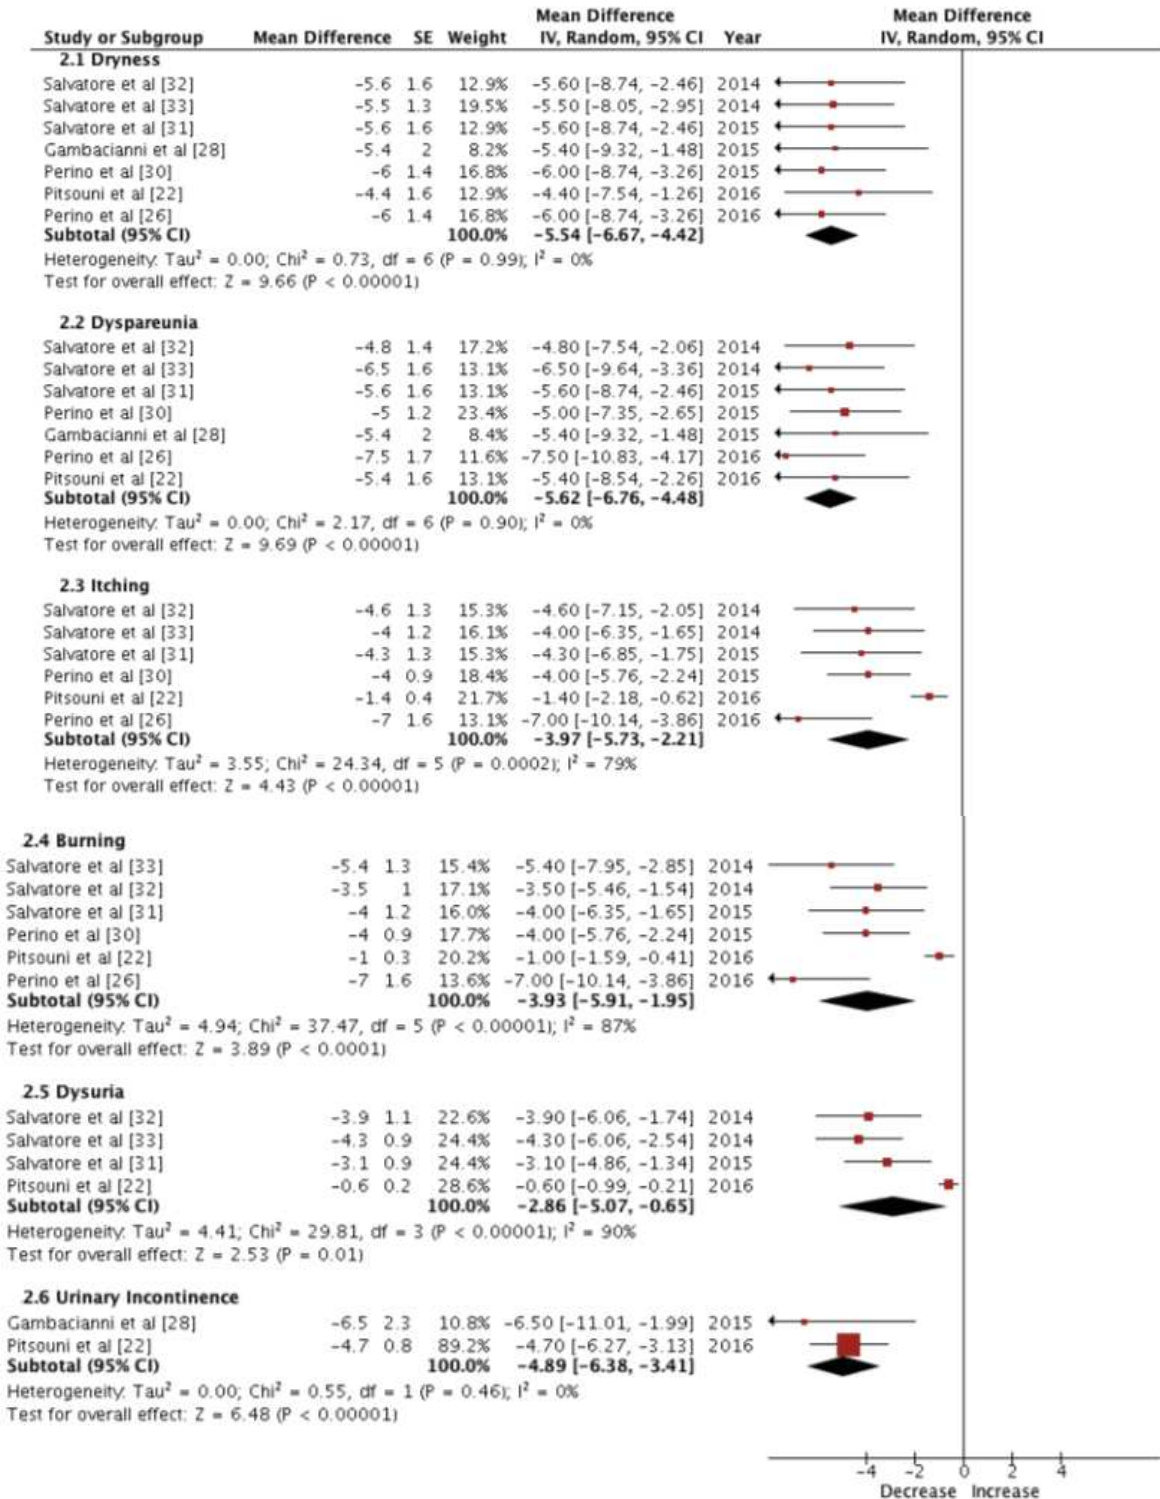 Mean Difference Mean Difference
Study or Subgroup Mean Difference SE Weight IV, Random, 95% CI Year IV, Random, 95% CI
2.1 Dryness
Salvatore et al [32] −5.6 1.6 12.9% −5.60 [−8.74, −2.46] 2014
Salvatore et al [33] −5.5 1.3 19.5% −5.50 [−8.05, −2.95] 2014
Salvatore et al [31] −5.6 1.6 12.9% −5.60 [−8.74, −2.46] 2015
Gambacianni et al [28] −5.4 2 8.2% −5.40 [−9.32, −1.48] 2015
Perino et al [30] −6 1.4 16.8% −6.00 [−8.74, −3.26] 2015
Pitsouni et al [22] −4.4 1.6 12.9% −4.40 [−7.54, −1.26] 2016
Perino et al [26] −6 1.4 16.8% −6.00 [−8.74, −3.26] 2016
Subtotal (95% CI) 100.0% −5.54 [−6.67, −4.42]
Heterogeneity: Tau² = 0.00; Chi² = 0.73, df = 6 (P = 0.99); I² = 0%
Test for overall effect: Z = 9.66 (P < 0.00001)
2.2 Dyspareunia
Salvatore et al [32] −4.8 1.4 17.2% −4.80 [−7.54, −2.06] 2014
Salvatore et al [33] −6.5 1.6 13.1% −6.50 [−9.64, −3.36] 2014
Salvatore et al [31] −5.6 1.6 13.1% −5.60 [−8.74, −2.46] 2015
Perino et al [30] −5 1.2 23.4% −5.00 [−7.35, −2.65] 2015
Gambacianni et al [28] −5.4 2 8.4% −5.40 [−9.32, −1.48] 2015
Perino et al [26] −7.5 1.7 11.6% −7.50 [−10.83, −4.17] 2016
Pitsouni et al [22] −5.4 1.6 13.1% −5.40 [−8.54, −2.26] 2016
Subtotal (95% CI) 100.0% −5.62 [−6.76, −4.48]
Heterogeneity: Tau² = 0.00; Chi² = 2.17, df = 6 (P = 0.90); I² = 0%
Test for overall effect: Z = 9.69 (P < 0.00001)
2.3 Itching
Salvatore et al [32] −4.6 1.3 15.3% −4.60 [−7.15, −2.05] 2014
Salvatore et al [33] −4 1.2 16.1% −4.00 [−6.35, −1.65] 2014
Salvatore et al [31] −4.3 1.3 15.3% −4.30 [−6.85, −1.75] 2015
Perino et al [30] −4 0.9 18.4% −4.00 [−5.76, −2.24] 2015
Pitsouni et al [22] −1.4 0.4 21.7% −1.40 [−2.18, −0.62] 2016
Perino et al [26] −7 1.6 13.1% −7.00 [−10.14, −3.86] 2016
Subtotal (95% CI) 100.0% −3.97 [−5.73, −2.21]
Heterogeneity: Tau² = 3.55; Chi² = 24.34, df = 5 (P = 0.0002); I² = 79%
Test for overall effect: Z = 4.43 (P < 0.00001)
2.4 Burning
Salvatore et al [33] −5.4 1.3 15.4% −5.40 [−7.95, −2.85] 2014
Salvatore et al [32] −3.5 1 17.1% −3.50 [−5.46, −1.54] 2014
Salvatore et al [31] −4 1.2 16.0% −4.00 [−6.35, −1.65] 2015
Perino et al [30] −4 0.9 17.7% −4.00 [−5.76, −2.24] 2015
Pitsouni et al [22] −1 0.3 20.2% −1.00 [−1.59, −0.41] 2016
Perino et al [26] −7 1.6 13.6% −7.00 [−10.14, −3.86] 2016
Subtotal (95% CI) 100.0% −3.93 [−5.91, −1.95]
Heterogeneity: Tau² = 4.94; Chi² = 37.47, df = 5 (P < 0.00001); I² = 87%
Test for overall effect: Z = 3.89 (P < 0.0001)
2.5 Dysuria
Salvatore et al [32] −3.9 1.1 22.6% −3.90 [−6.06, −1.74] 2014
Salvatore et al [33] −4.3 0.9 24.4% −4.30 [−6.06, −2.54] 2014
Salvatore et al [31] −3.1 0.9 24.4% −3.10 [−4.86, −1.34] 2015
Pitsouni et al [22] −0.6 0.2 28.6% −0.60 [−0.99, −0.21] 2016
Subtotal (95% CI) 100.0% −2.86 [−5.07, −0.65]
Heterogeneity: Tau² = 4.41; Chi² = 29.81, df = 3 (P < 0.00001); I² = 90%
Test for overall effect: Z = 2.53 (P = 0.01)
2.6 Urinary Incontinence
Gambacianni et al [28] −6.5 2.3 10.8% −6.50 [−11.01, −1.99] 2015
Pitsouni et al [22] −4.7 0.8 89.2% −4.70 [−6.27, −3.13] 2016
Subtotal (95% CI) 100.0% −4.89 [−6.38, −3.41]
Heterogeneity: Tau² = 0.00; Chi² = 0.55, df = 1 (P = 0.46); I² = 0%
Test for overall effect: Z = 6.48 (P < 0.00001)
−4 −2 0 2 4
Decrease Increase